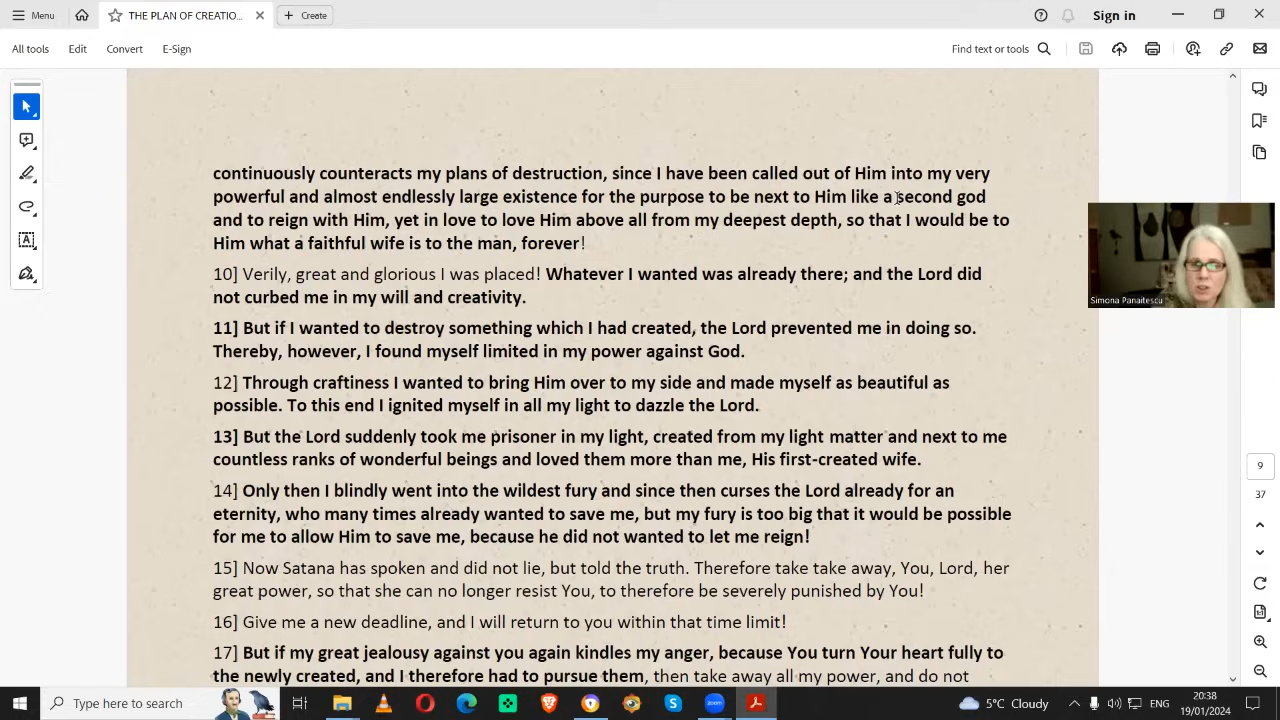 Menu
THE PLAN OF CREATIO...
Create
Sign in
All tools
Edit
Convert
E-Sign
Find text or tools
continuously counteracts my plans of destruction, since I have been called out of Him into my very
powerful and almost endlessly large existence for the purpose to be next to Him like a second god
and to reign with Him, yet in love to love Him above all from my deepest depth, so that I would be to
Him what a faithful wife is to the man, forever!
10] Verily, great and glorious I was placed! Whatever I wanted was already there; and the Lord did
not curbed me in my will and creativity.
11] But if I wanted to destroy something which I had created, the Lord prevented me in doing so.
Thereby, however, I found myself limited in my power against God.
12] Through craftiness I wanted to bring Him over to my side and made myself as beautiful as
possible. To this end I ignited myself in all my light to dazzle the Lord.
13] But the Lord suddenly took me prisoner in my light, created from my light matter and next to me
countless ranks of wonderful beings and loved them more than me, His first-created wife.
14] Only then I blindly went into the wildest fury and since then curses the Lord already for an
eternity, who many times already wanted to save me, but my fury is too big that it would be possible
for me to allow Him to save me, because he did not wanted to let me reign!
15] Now Satana has spoken and did not lie, but told the truth. Therefore take take away, You, Lord, her
great power, so that she can no longer resist You, to therefore be severely punished by You!
16] Give me a new deadline, and I will return to you within that time limit!
17] But if my great jealousy against you again kindles my anger, because You turn Your heart fully to
the newly created, and I therefore had to pursue them, then take away all my power, and do not
Simona Panaitescu
9
37
Type here to search
5°C Cloudy
ENG
20:38
19/01/2024